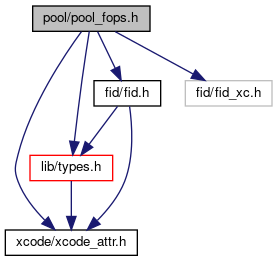 pool/pool_fops.h
fid/fid.h
fid/fid_xc.h
lib/types.h
xcode/xcode_attr.h